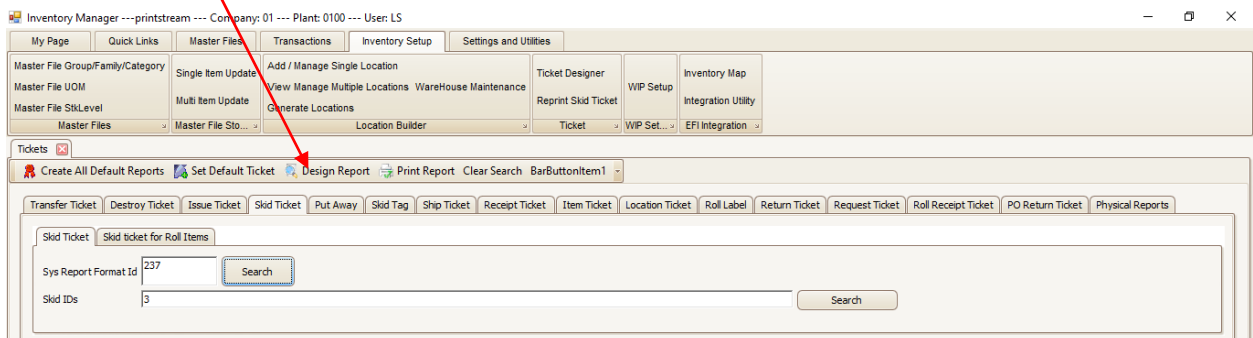 Inventory Manager ---printstream --- Company: 01 --- Plant: 0100 --- User: LS
My Page Quick Links Master Files Transactions Inventory Setup Settings and Utilities
Master File Group/Family/Category
Master File UOM
Master File StkLevel
Master Files
Single Item Update
Multi Item Update
Master File Sto...
Add / Manage Single Location
View Manage Multiple Locations WareHouse Maintenance
Generate Locations
Location Builder
Ticket Designer
Reprint Skid Ticket
Ticket
WIP Setup
WIP Set...
Inventory Map
Integration Utility
EFI Integration
Tickets
Create All Default Reports Set Default Ticket Design Report Print Report Clear Search BarButtonItem1
Transfer Ticket Destroy Ticket Issue Ticket Skid Ticket Put Away Skid Tag Ship Ticket Receipt Ticket Item Ticket Location Ticket Roll Label Return Ticket Request Ticket Roll Receipt Ticket PO Return Ticket Physical Reports
Skid Ticket Skid ticket for Roll Items
Sys Report Format Id 237 Search
Skid IDs 3 Search